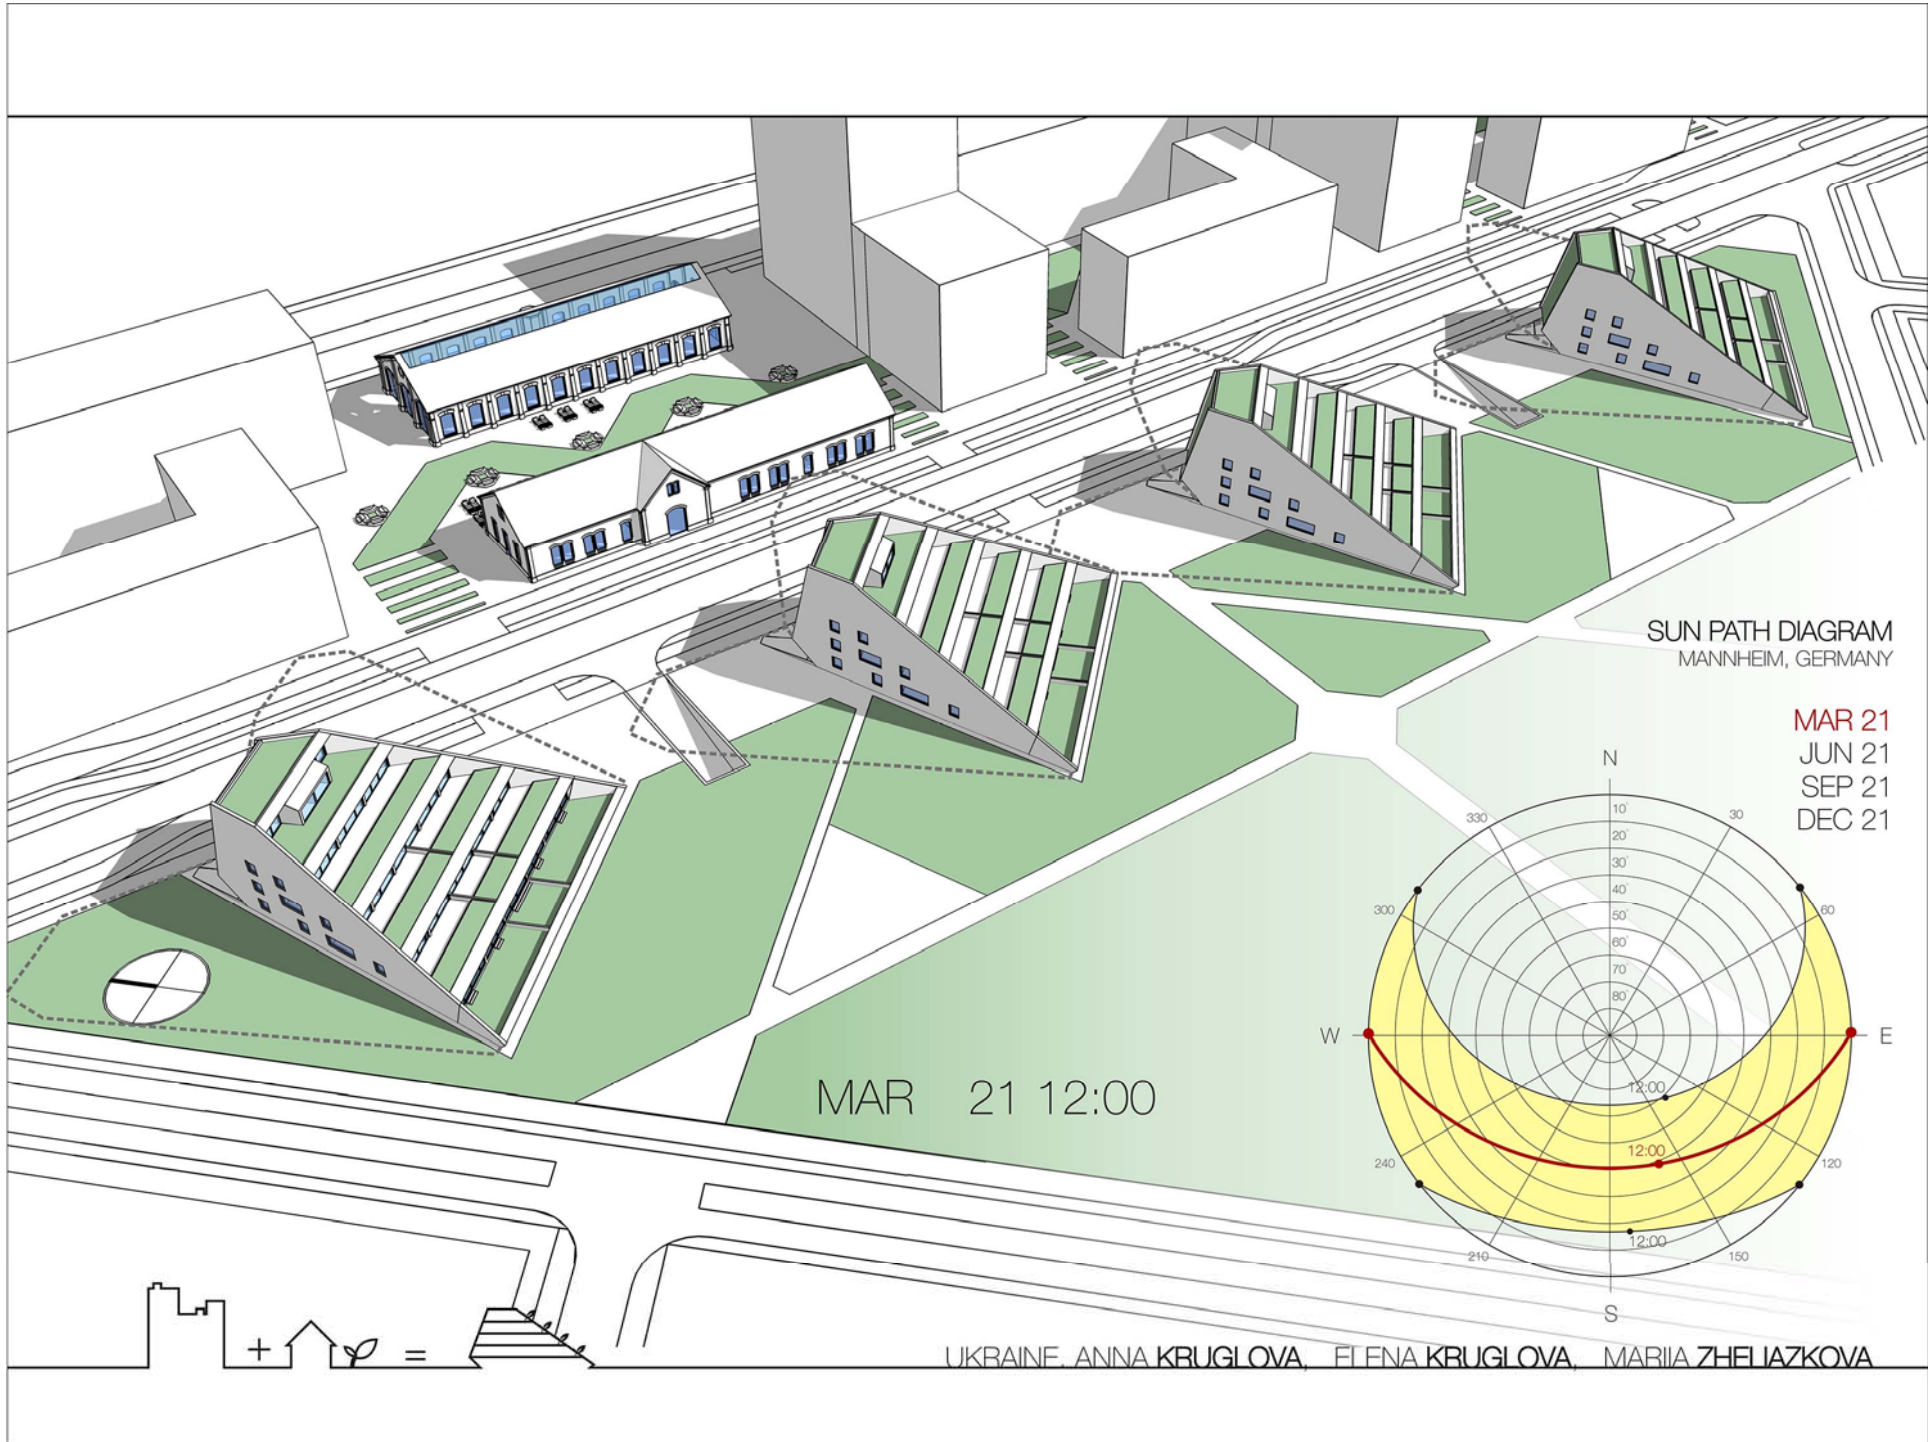 SUN PATH DIAGRAM
MANNHEIM, GERMANY
MAR 21
JUN 21
SEP 21
DEC 21
N
330
30
10°
20°
30°
40°
50°
60°
70°
80°
300
60
W
E
12:00
12:00
12:00
240
120
210
150
S
MAR 21 12:00
+ =
UKRAINE. ANNA KRUGLOVA, ELENA KRUGLOVA, MARIIA ZHELIAZKOVA